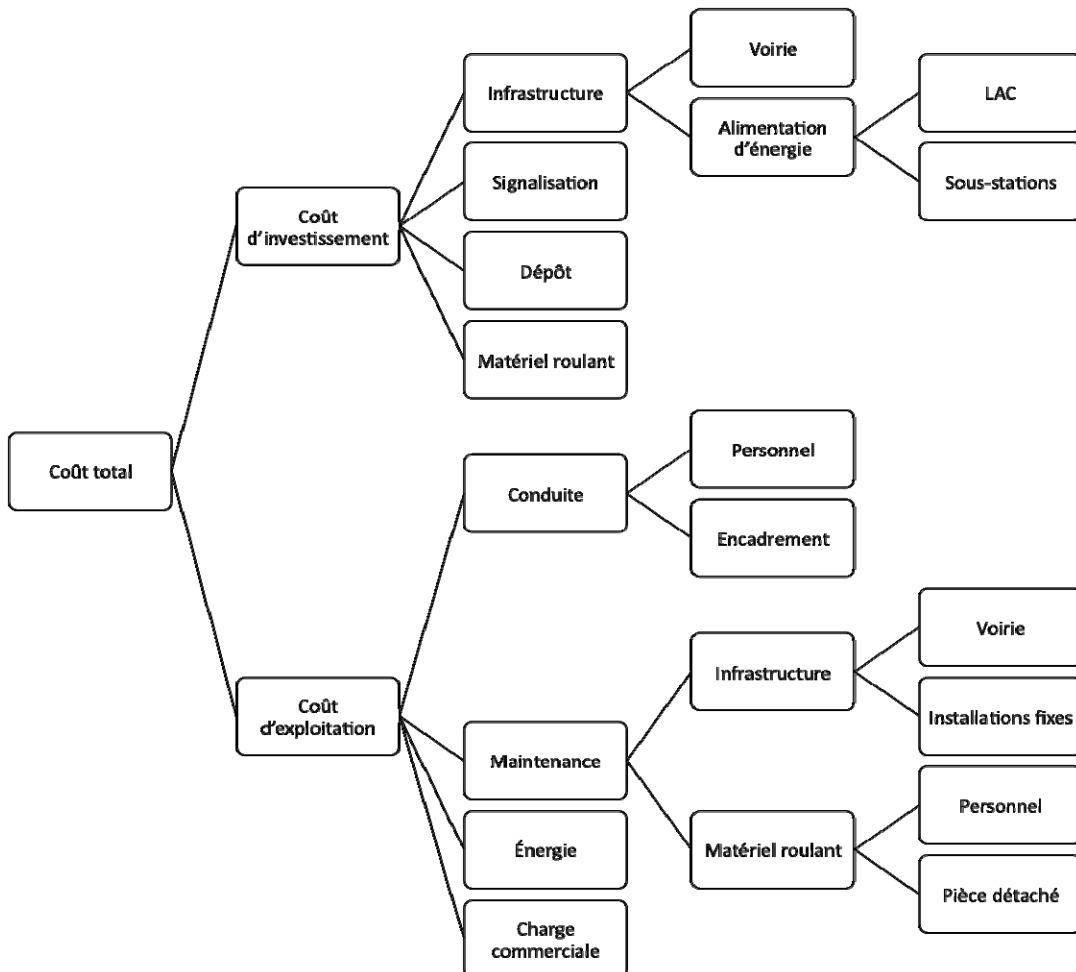 Coût total
Coût
d'investissement
Infrastructure
Voirie
Alimentation
d'énergie
LAC
Sous-stations
Signalisation
Dépôt
Matériel roulant
Coût
d'exploitation
Conduite
Personnel
Encadrement
Maintenance
Infrastructure
Voirie
Installations fixes
Matériel roulant
Personnel
Pièce détaché
Énergie
Charge
commerciale